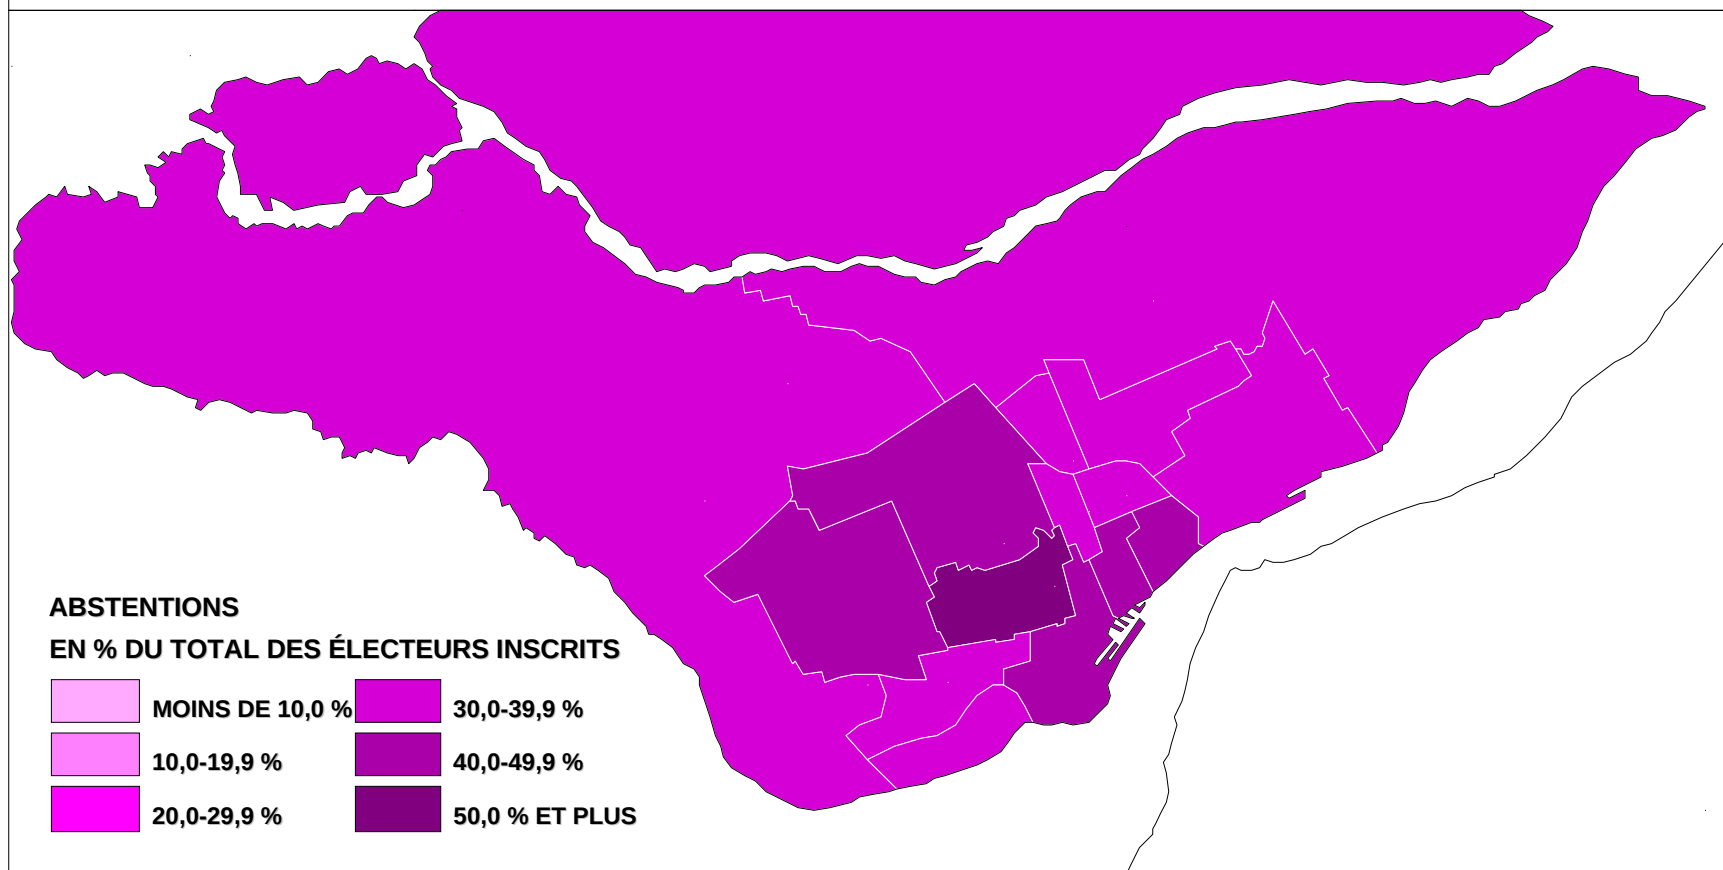 ABSTENTIONS
EN % DU TOTAL DES ÉLECTEURS INSCRITS
MOINS DE 10,0 %
10,0-19,9 %
20,0-29,9 %
30,0-39,9 %
40,0-49,9 %
50,0 % ET PLUS